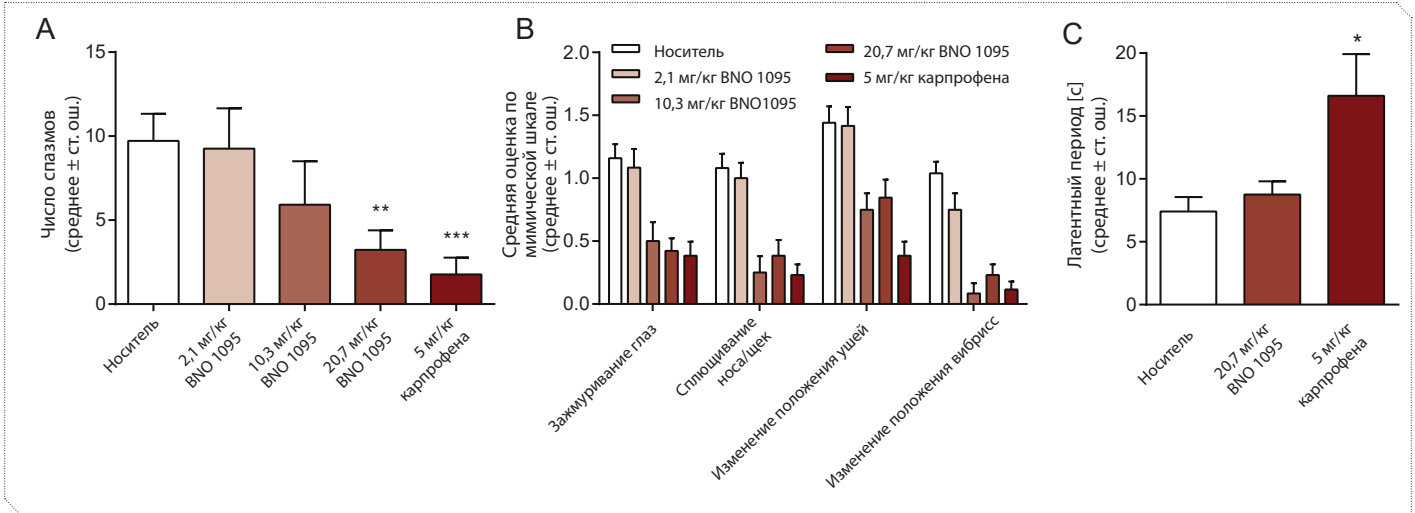 A
Число спазмов
(среднее ± ст. ош.)
15
10
5
0
**
***
Носитель
2,1 мг/кг
BNO 1095
10,3 мг/кг
BNO 1095
20,7 мг/кг
BNO 1095
5 мг/кг
карпрофена
B
Средняя оценка по
мимической шкале
(среднее ± ст. ош.)
2.0
1.5
1.0
0.5
0.0
Носитель
2,1 мг/кг BNO 1095
10,3 мг/кг BNO1095
20,7 мг/кг BNO 1095
5 мг/кг карпрофена
Зажмуривание глаз
Сплющивание
носа/щек
Изменение положения ушей
Изменение положения вибрисс
C
Латентный период [с]
(среднее ± ст. ош.)
20
15
10
5
0
*
Носитель
20,7 мг/кг
BNO 1095
5 мг/кг
карпрофена